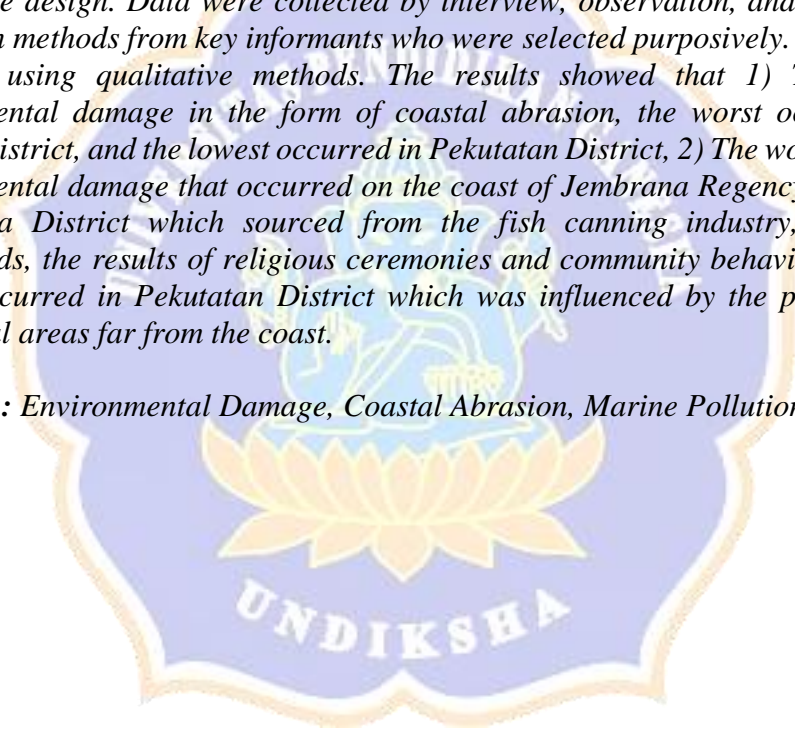 e design. Data were collected by interview, observation, and
n methods from key informants who were selected purposively.
using qualitative methods. The results showed that 1) T
ental damage in the form of coastal abrasion, the worst oc
istrict, and the lowest occurred in Pekutatan District, 2) The wo
ental damage that occurred on the coast of Jembrana Regency
a District which sourced from the fish canning industry,
ds, the results of religious ceremonies and community behavi
curred in Pekutatan District which was influenced by the p
l areas far from the coast.
: Environmental Damage, Coastal Abrasion, Marine Pollution
UNDIKSHA